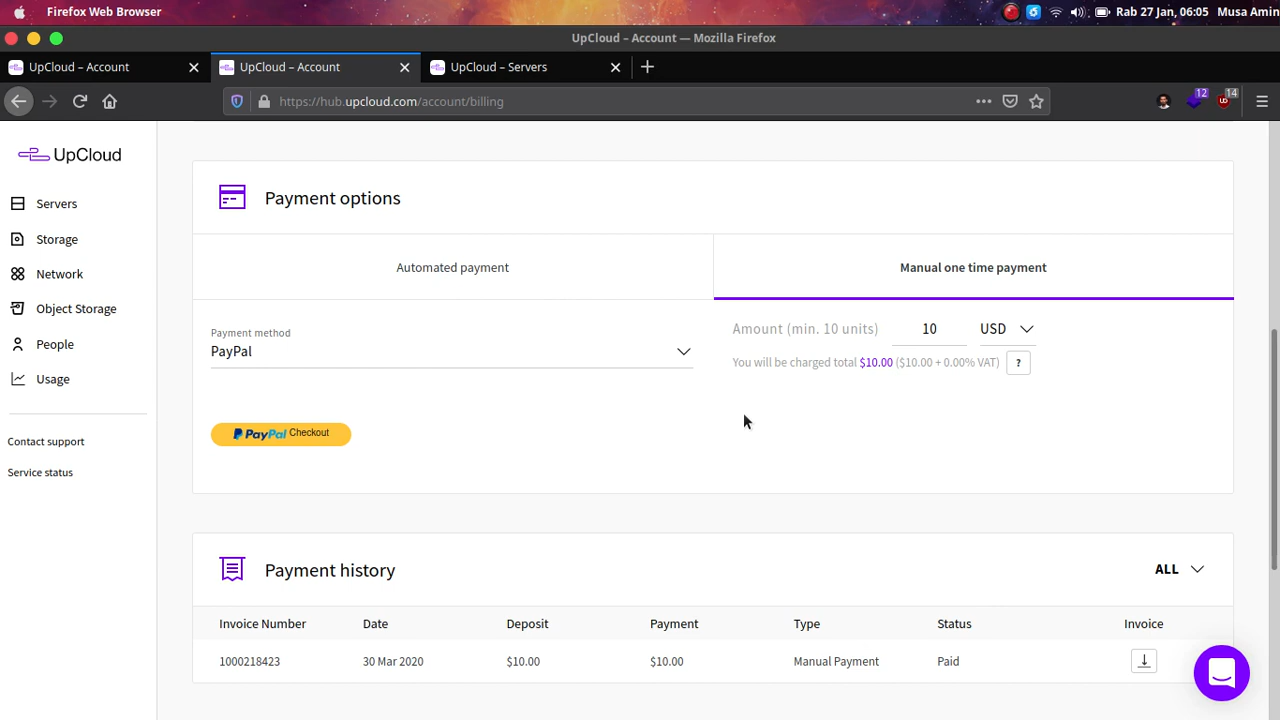 Firefox Web Browser
Rab 27 Jan, 06:05 Musa Amin
UpCloud – Account — Mozilla Firefox
UpCloud – Account
UpCloud – Account
UpCloud – Servers
https://hub.upcloud.com/account/billing
12
UD 14
UpCloud
Servers
Storage
Network
Object Storage
People
Usage
Contact support
Service status
Payment options
Automated payment
Manual one time payment
Payment method
PayPal
Amount (min. 10 units) 10 USD
You will be charged total $10.00 ($10.00 + 0.00% VAT) ?
PayPal Checkout
Payment history
ALL
Invoice Number Date Deposit Payment Type Status Invoice
1000218423 30 Mar 2020 $10.00 $10.00 Manual Payment Paid